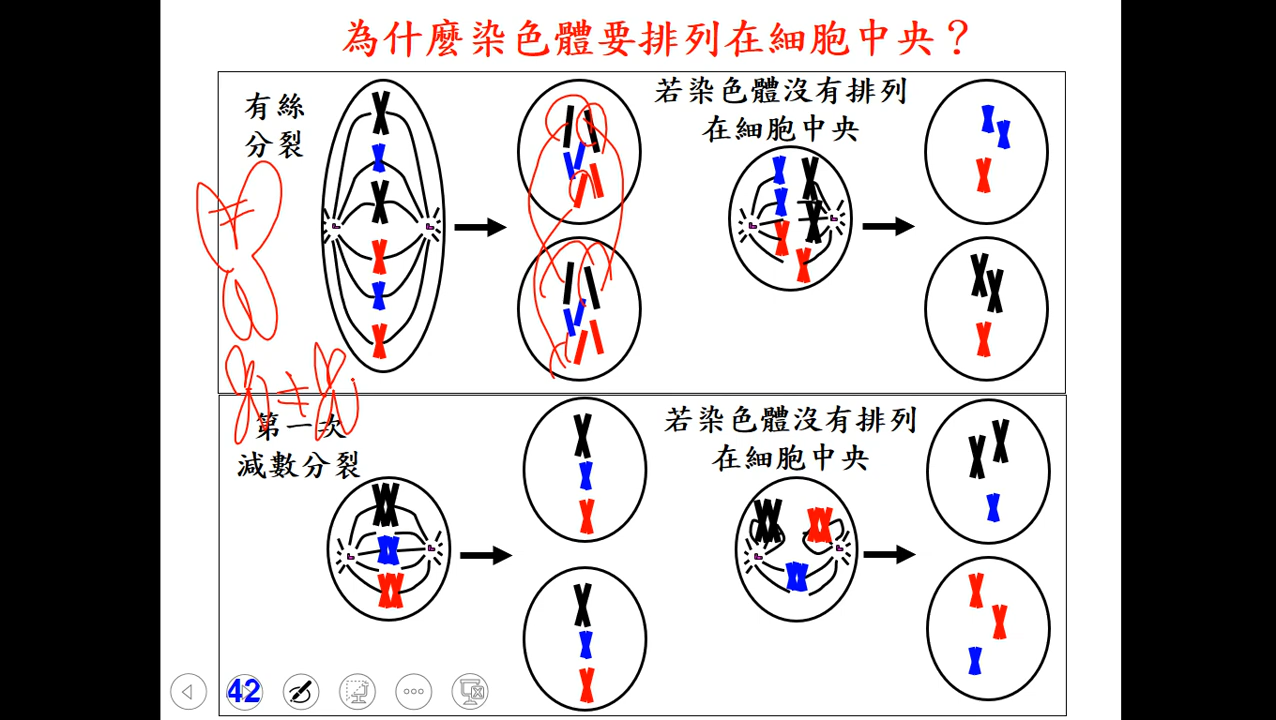 為什麼染色體要排列在細胞中央？
有絲
分裂
若染色體沒有排列
在細胞中央
第一次
減數分裂
若染色體沒有排列
在細胞中央
42